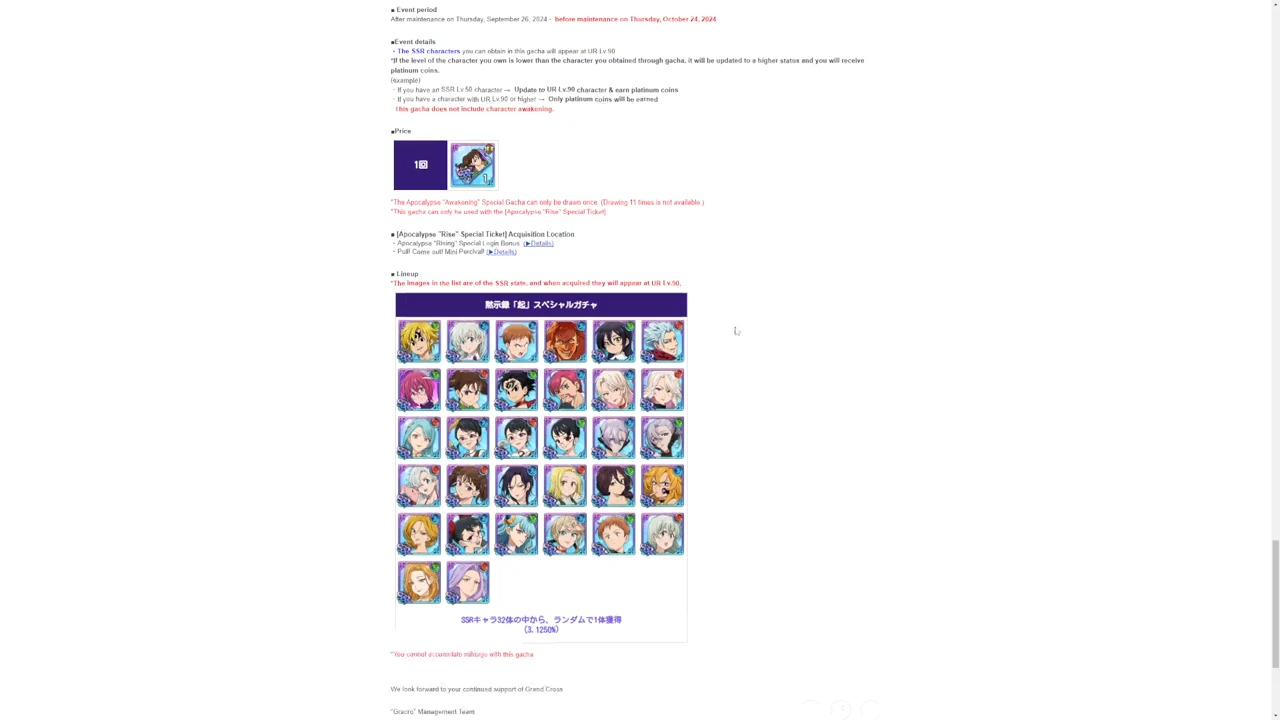 ■ Event period
After maintenance on Thursday, September 26, 2024 - before maintenance on Thursday, October 24, 2024
■Event details
・The SSR characters you can obtain in this gacha will appear at UR Lv.90
*If the level of the character you own is lower than the character you obtained through gacha, it will be updated to a higher status and you will receive
platinum coins.
(example)
・If you have an SSR Lv.50 character → Update to UR Lv.90 character & earn platinum coins
・If you have a character with UR Lv.90 or higher → Only platinum coins will be earned
This gacha does not include character awakening.
■Price
1回
1
*The Apocalypse "Awakening" Special Gacha can only be drawn once. (Drawing 11 times is not available.)
*This gacha can only be used with the [Apocalypse "Rise" Special Ticket]
■ [Apocalypse "Rise" Special Ticket] Acquisition Location
・Apocalypse "Rising" Special Login Bonus (▶Details)
・Pull! Come out! Mini Percival! (▶Details)
■ Lineup
*The images in the list are of the SSR state, and when acquired they will appear at UR Lv.90.
黙示録「起」スペシャルガチャ
SSRキャラ32体の中から、ランダムで1体獲得
(3.1250%)
*You cannot accumulate mileage with this gacha
We look forward to your continued support of Grand Cross
"Gracro" Management Team